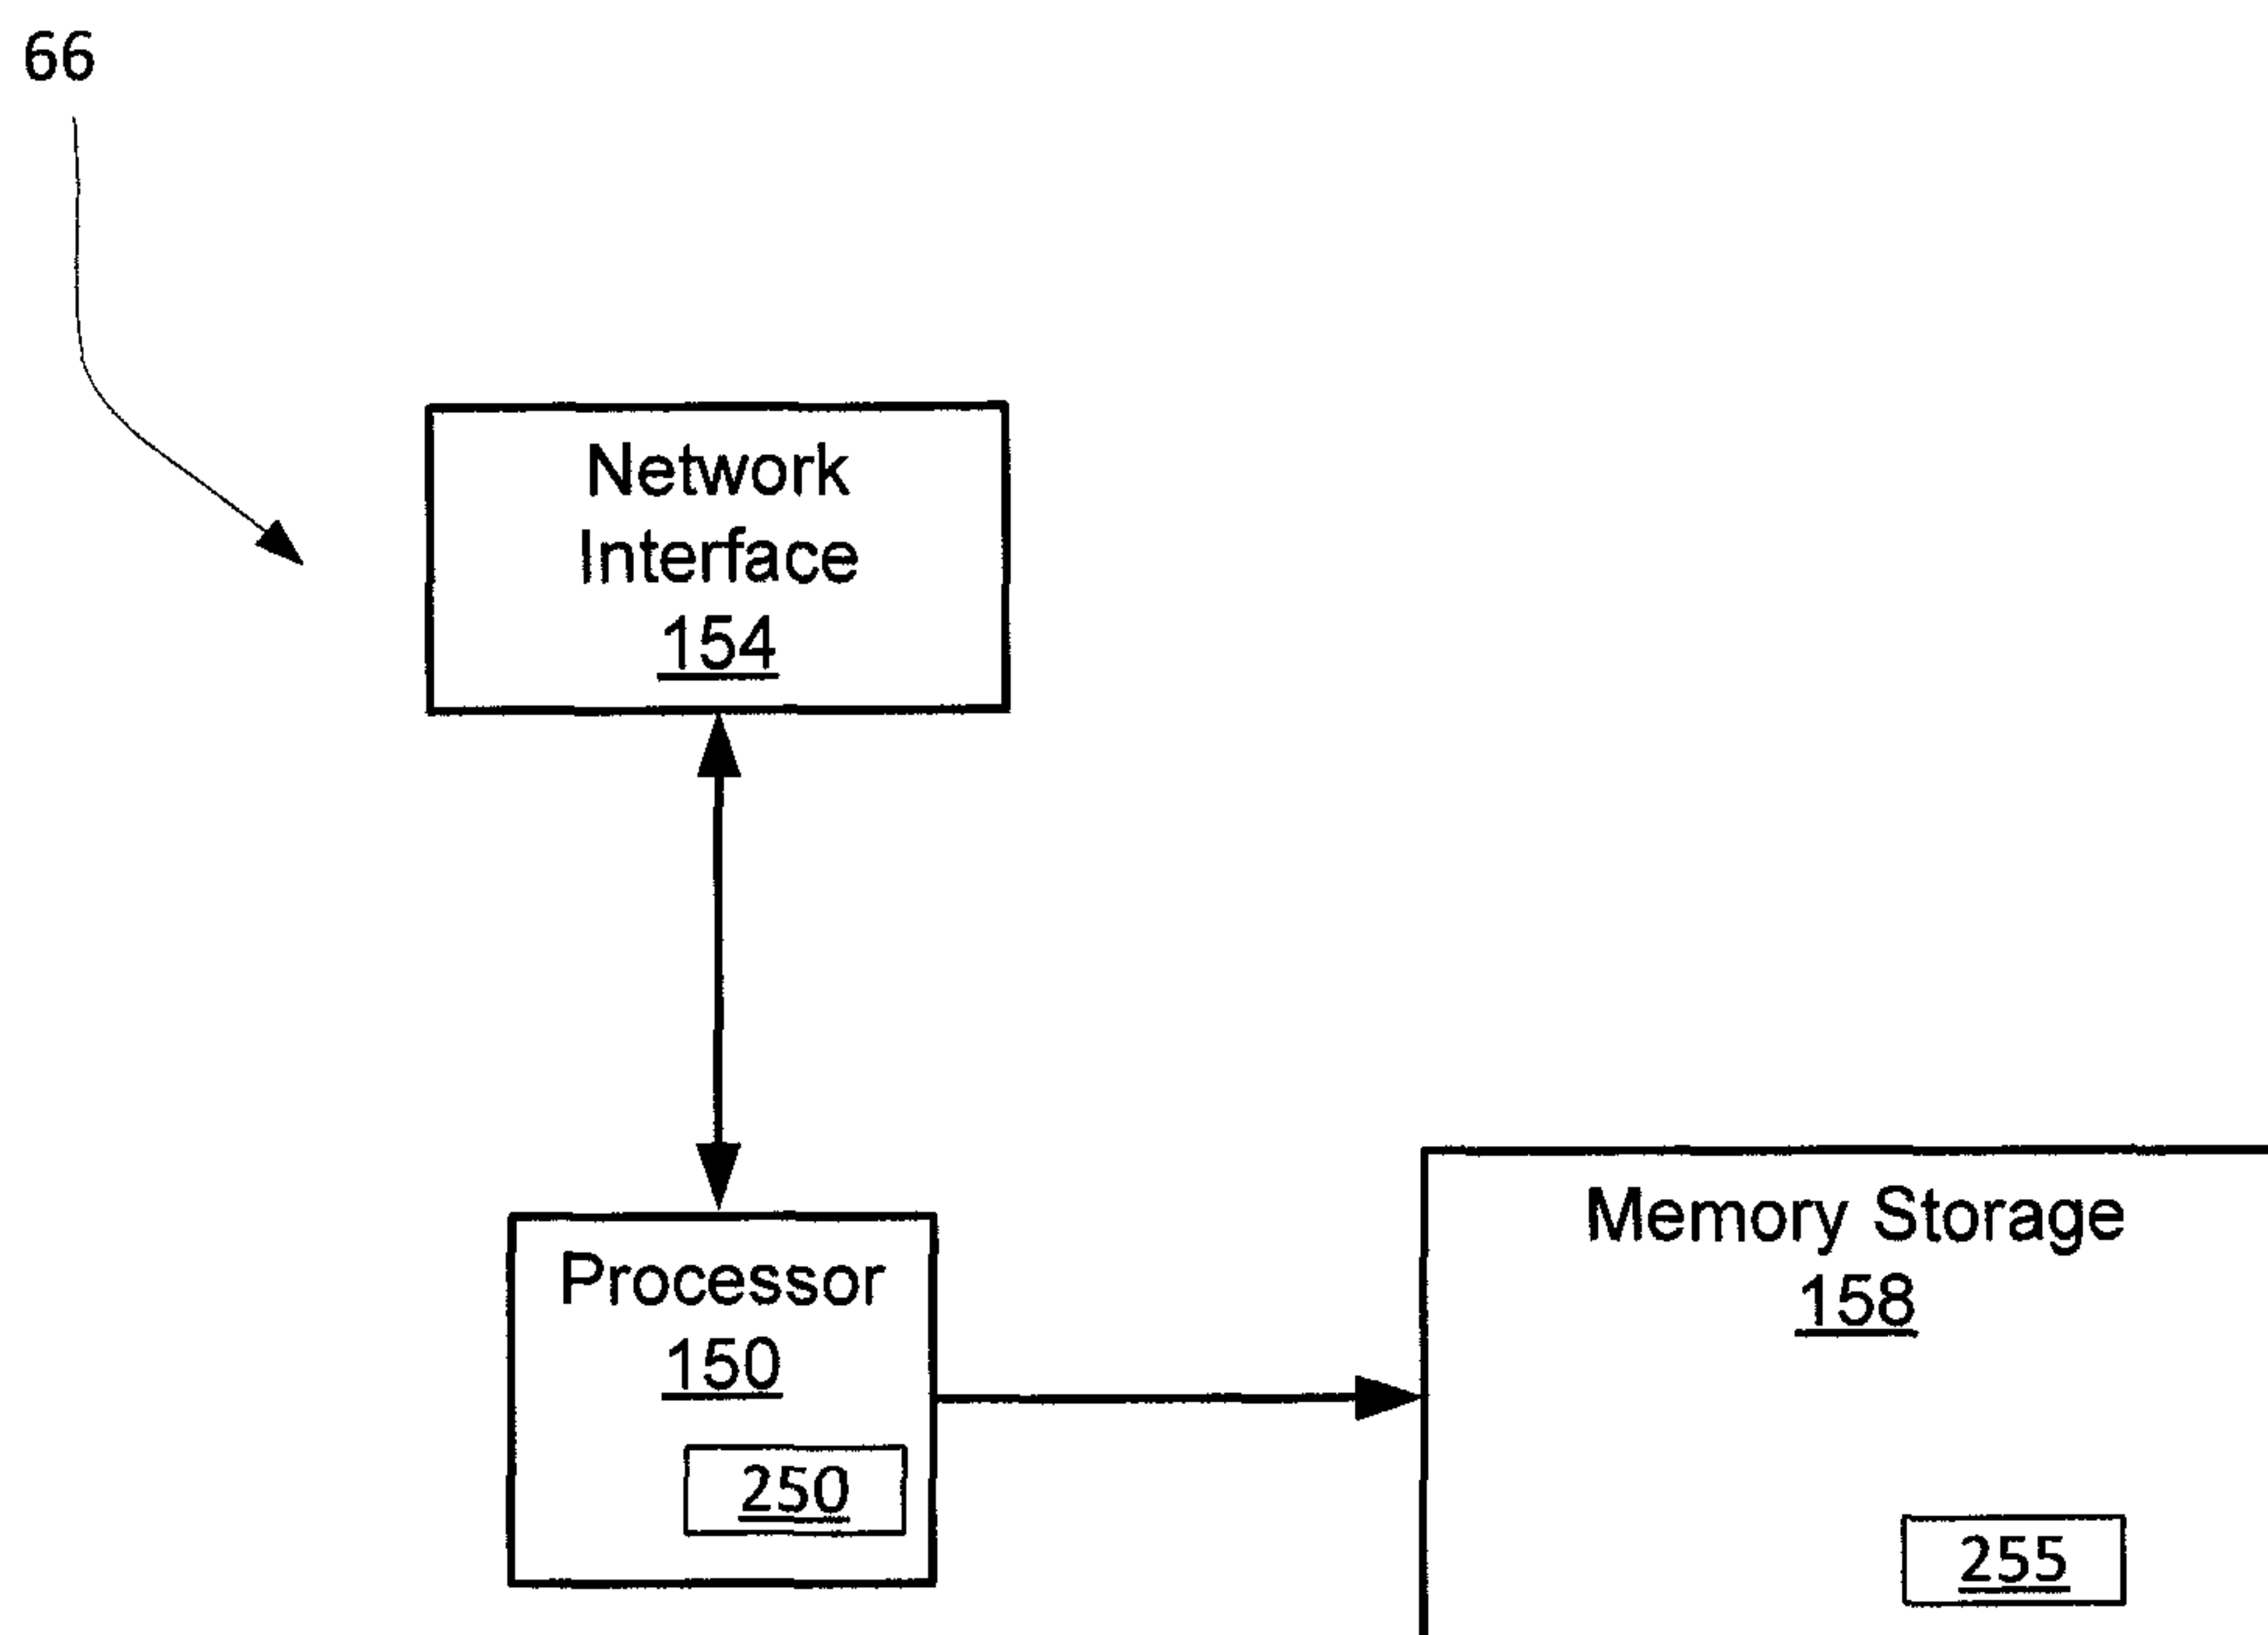 66
Network
Interface
154
Processor
150
250
Memory Storage
158
255